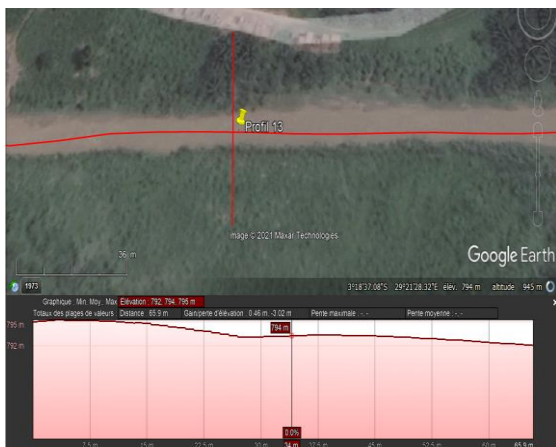 Profil 13
Image © 2021 Maxar Technologies
Google Earth
36 m
1973
3°18'37.08"S 29°21'28.32"E élév. 794 m altitude 945 m
Graphique : Min, Moy, Max Élévation : 792, 794, 795 m
Totaux des plages de valeurs Distance : 65.9 m Gain/perte d'élévation : 0.46 m, -3.02 m Pente maximale : -, - Pente moyenne : -, -
795 m
794 m
792 m
0.0%
7.5 m 15 m 22.5 m 30 m 34 m 37.5 m 45 m 52.5 m 60 m 65.9 m